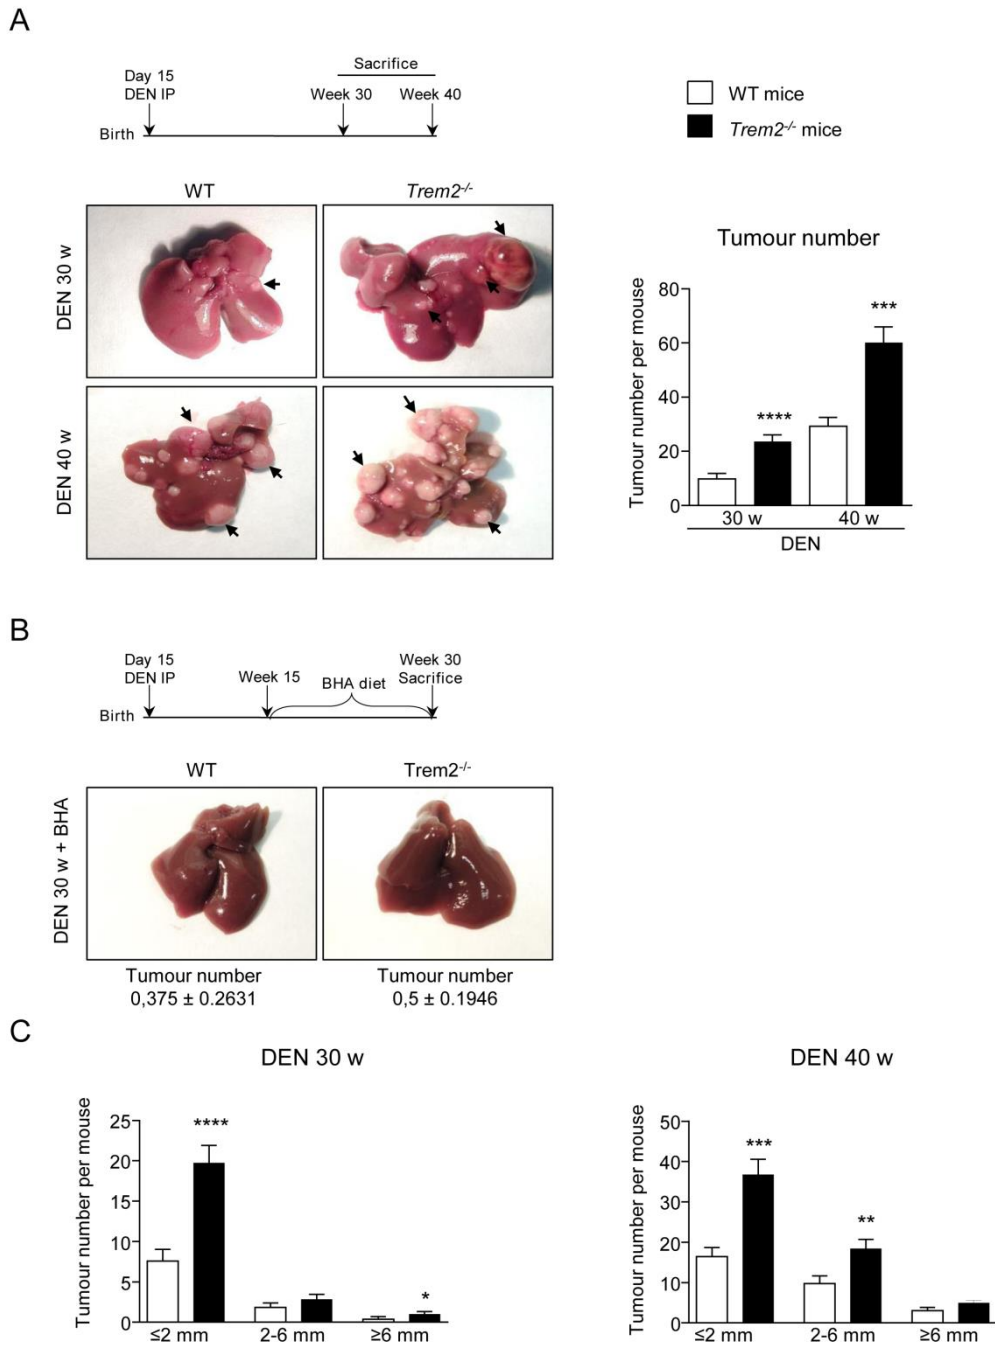 A
Day 15
DEN IP
Sacrifice
Week 30
Week 40
Birth
WT mice
Trem2-/- mice
WT
Trem2-/-
DEN 30 w
DEN 40 w
Tumour number
Tumour number per mouse
80
60
40
20
0
****
***
30 w
40 w
DEN
B
Day 15
DEN IP
Week 15
BHA diet
Week 30
Sacrifice
Birth
WT
Trem2-/-
DEN 30 w + BHA
Tumour number
0,375 ± 0.2631
Tumour number
0,5 ± 0.1946
C
DEN 30 w
Tumour number per mouse
25
20
15
10
5
0
****
*
≤2 mm
2-6 mm
≥6 mm
DEN 40 w
Tumour number per mouse
50
40
30
20
10
0
***
**
≤2 mm
2-6 mm
≥6 mm